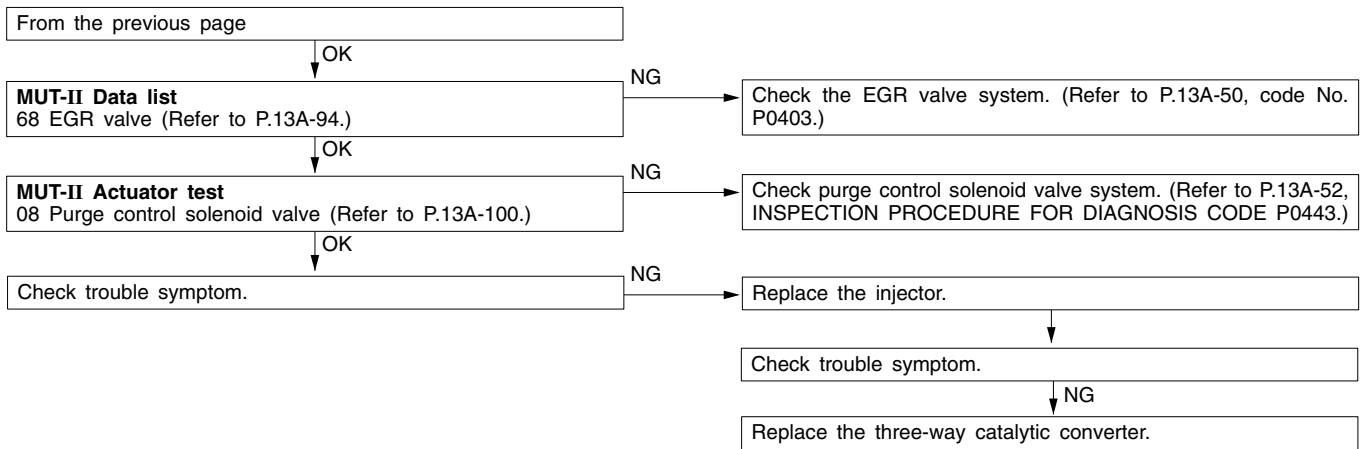 From the previous page
OK
MUT-II Data list
68 EGR valve (Refer to P.13A-94.)
NG
Check the EGR valve system. (Refer to P.13A-50, code No.
P0403.)
OK
MUT-II Actuator test
08 Purge control solenoid valve (Refer to P.13A-100.)
NG
Check purge control solenoid valve system. (Refer to P.13A-52,
INSPECTION PROCEDURE FOR DIAGNOSIS CODE P0443.)
OK
Check trouble symptom.
NG
Replace the injector.
Check trouble symptom.
NG
Replace the three-way catalytic converter.